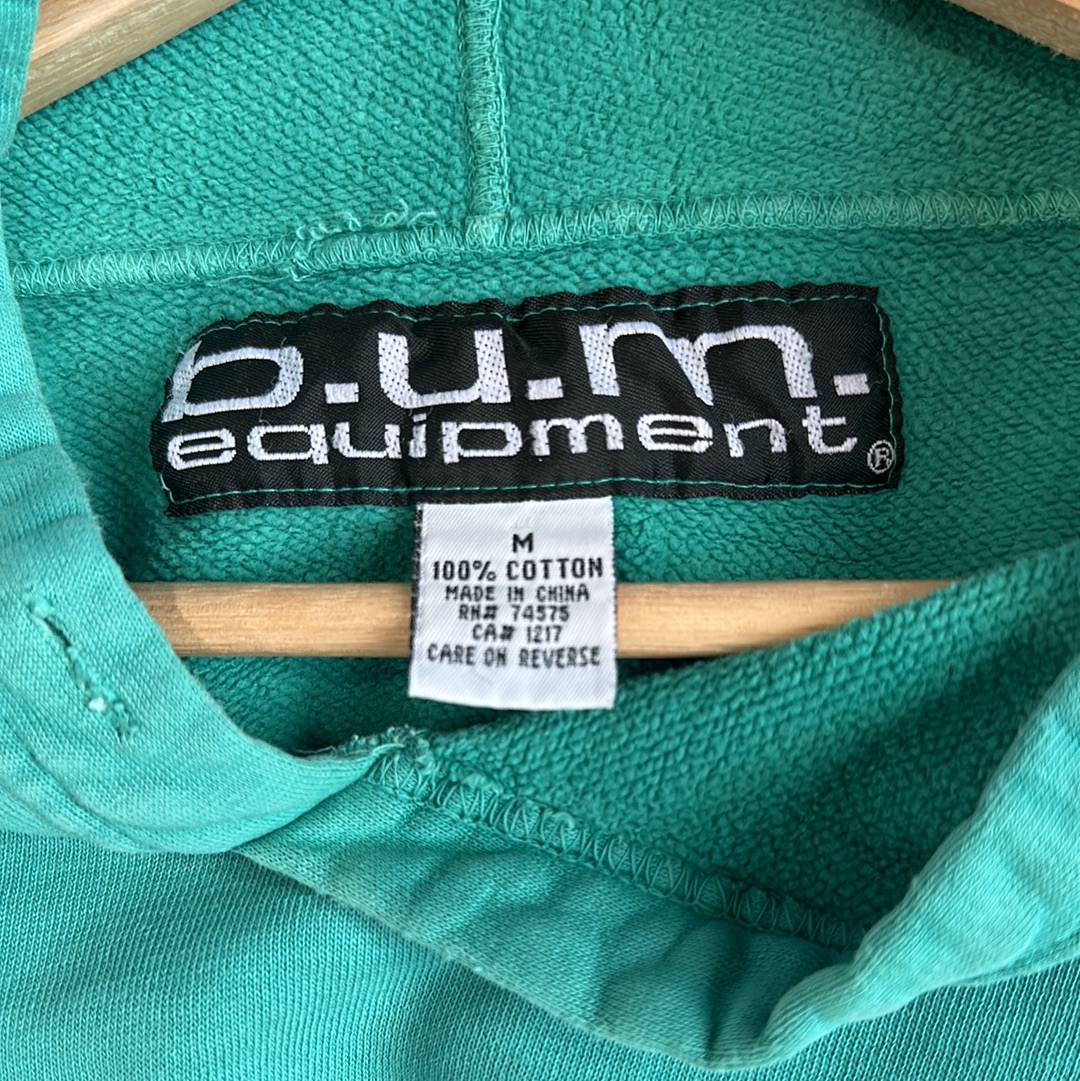 b.u.m.
equipment®
M
100% COTTON
MADE IN CHINA
RN# 74575
CA# 1217
CARE ON REVERSE